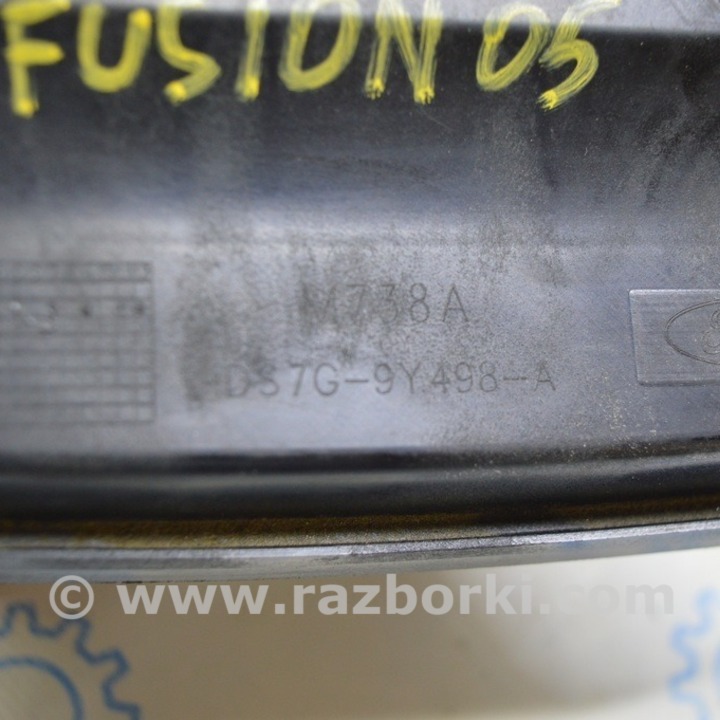 FUSION 05
M738A
DS7G-9Y498-A
© www.razborki.com